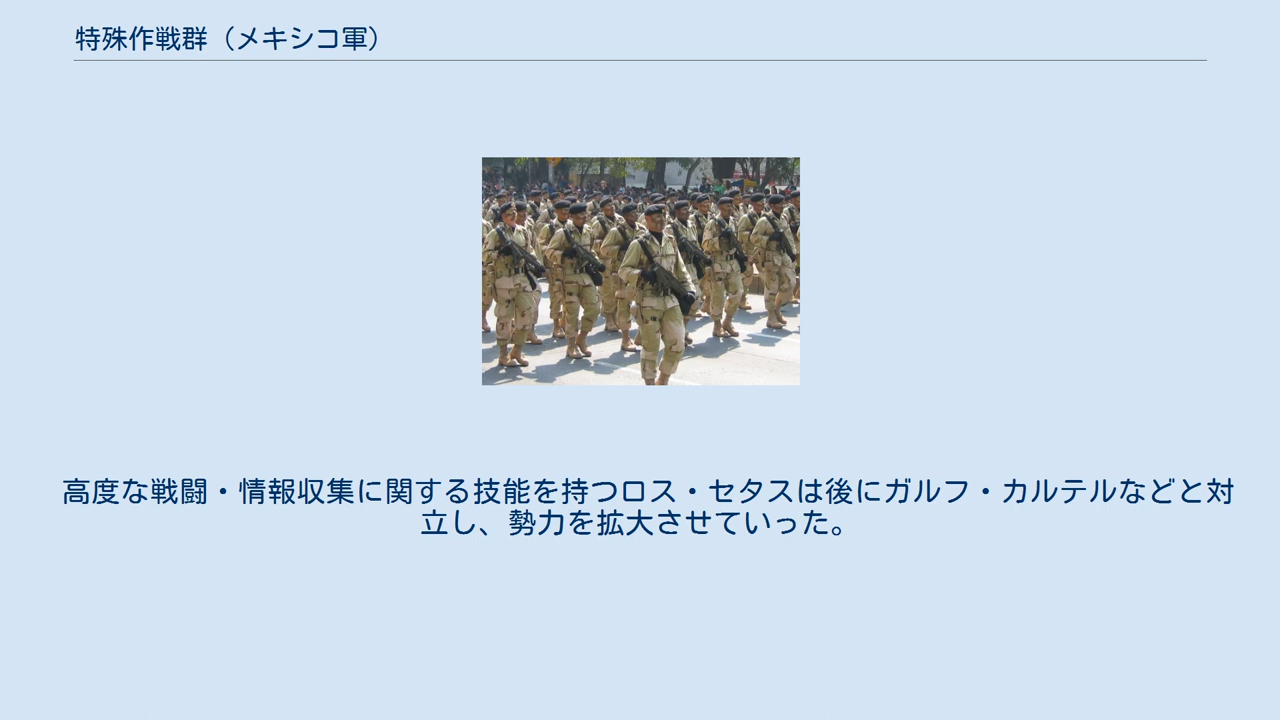 特殊作戦群（メキシコ軍）
高度な戦闘・情報収集に関する技能を持つロス・セタスは後にガルフ・カルテルなどと対
立し、勢力を拡大させていった。